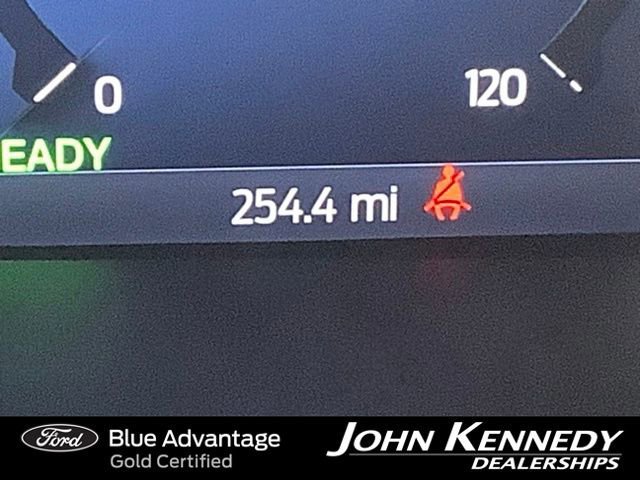 0
120
EADY
254.4 mi
Ford
Blue Advantage
Gold Certified
JOHN KENNEDY
DEALERSHIPS